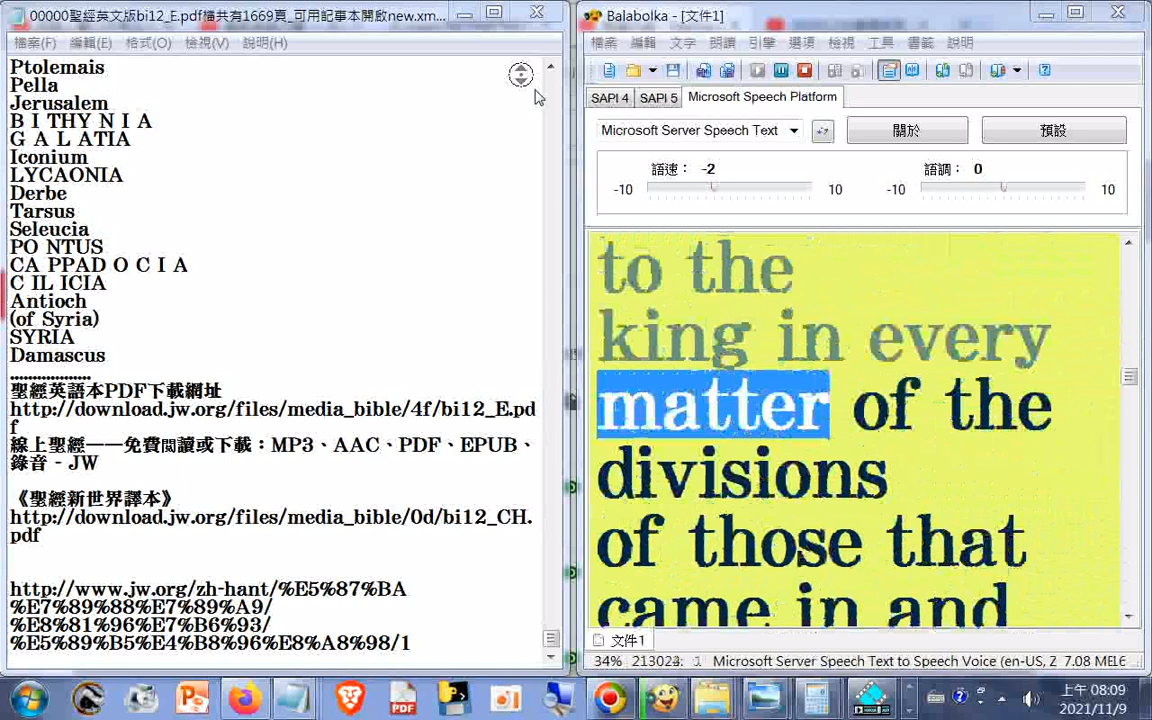 00000聖經英文版bi12_E.pdf檔共有1669頁_可用記事本開啟new.xm...
檔案(F) 編輯(E) 格式(O) 檢視(V) 說明(H)
Ptolemais
Pella
Jerusalem
B I THY N I A
G A L ATIA
Iconium
LYCAONIA
Derbe
Tarsus
Seleucia
PO NTUS
CA PPAD O C I A
C IL ICIA
Antioch
(of Syria)
SYRIA
Damascus
..................
聖經英語本PDF下載網址
http://download.jw.org/files/media_bible/4f/bi12_E.pd
f
線上聖經——免費閱讀或下載：MP3、AAC、PDF、EPUB、
錄音 - JW
《聖經新世界譯本》
http://download.jw.org/files/media_bible/0d/bi12_CH.
pdf
http://www.jw.org/zh-hant/%E5%87%BA
%E7%89%88%E7%89%A9/
%E8%81%96%E7%B6%93/
%E5%89%B5%E4%B8%96%E8%A8%98/1
Balabolka - [文件1]
檔案 編輯 文字 朗讀 引擎 選項 檢視 工具 書籤 說明
SAPI 4 SAPI 5 Microsoft Speech Platform
Microsoft Server Speech Text 關於 預設
語速： -2 語調： 0
-10 10 -10 10
to the
king in every
matter of the
divisions
of those that
came in and
文件1
34% Microsoft Server Speech Text to Speech Voice (en-US, Z 7.08 MB
PDF
上午 08:09
2021/11/9